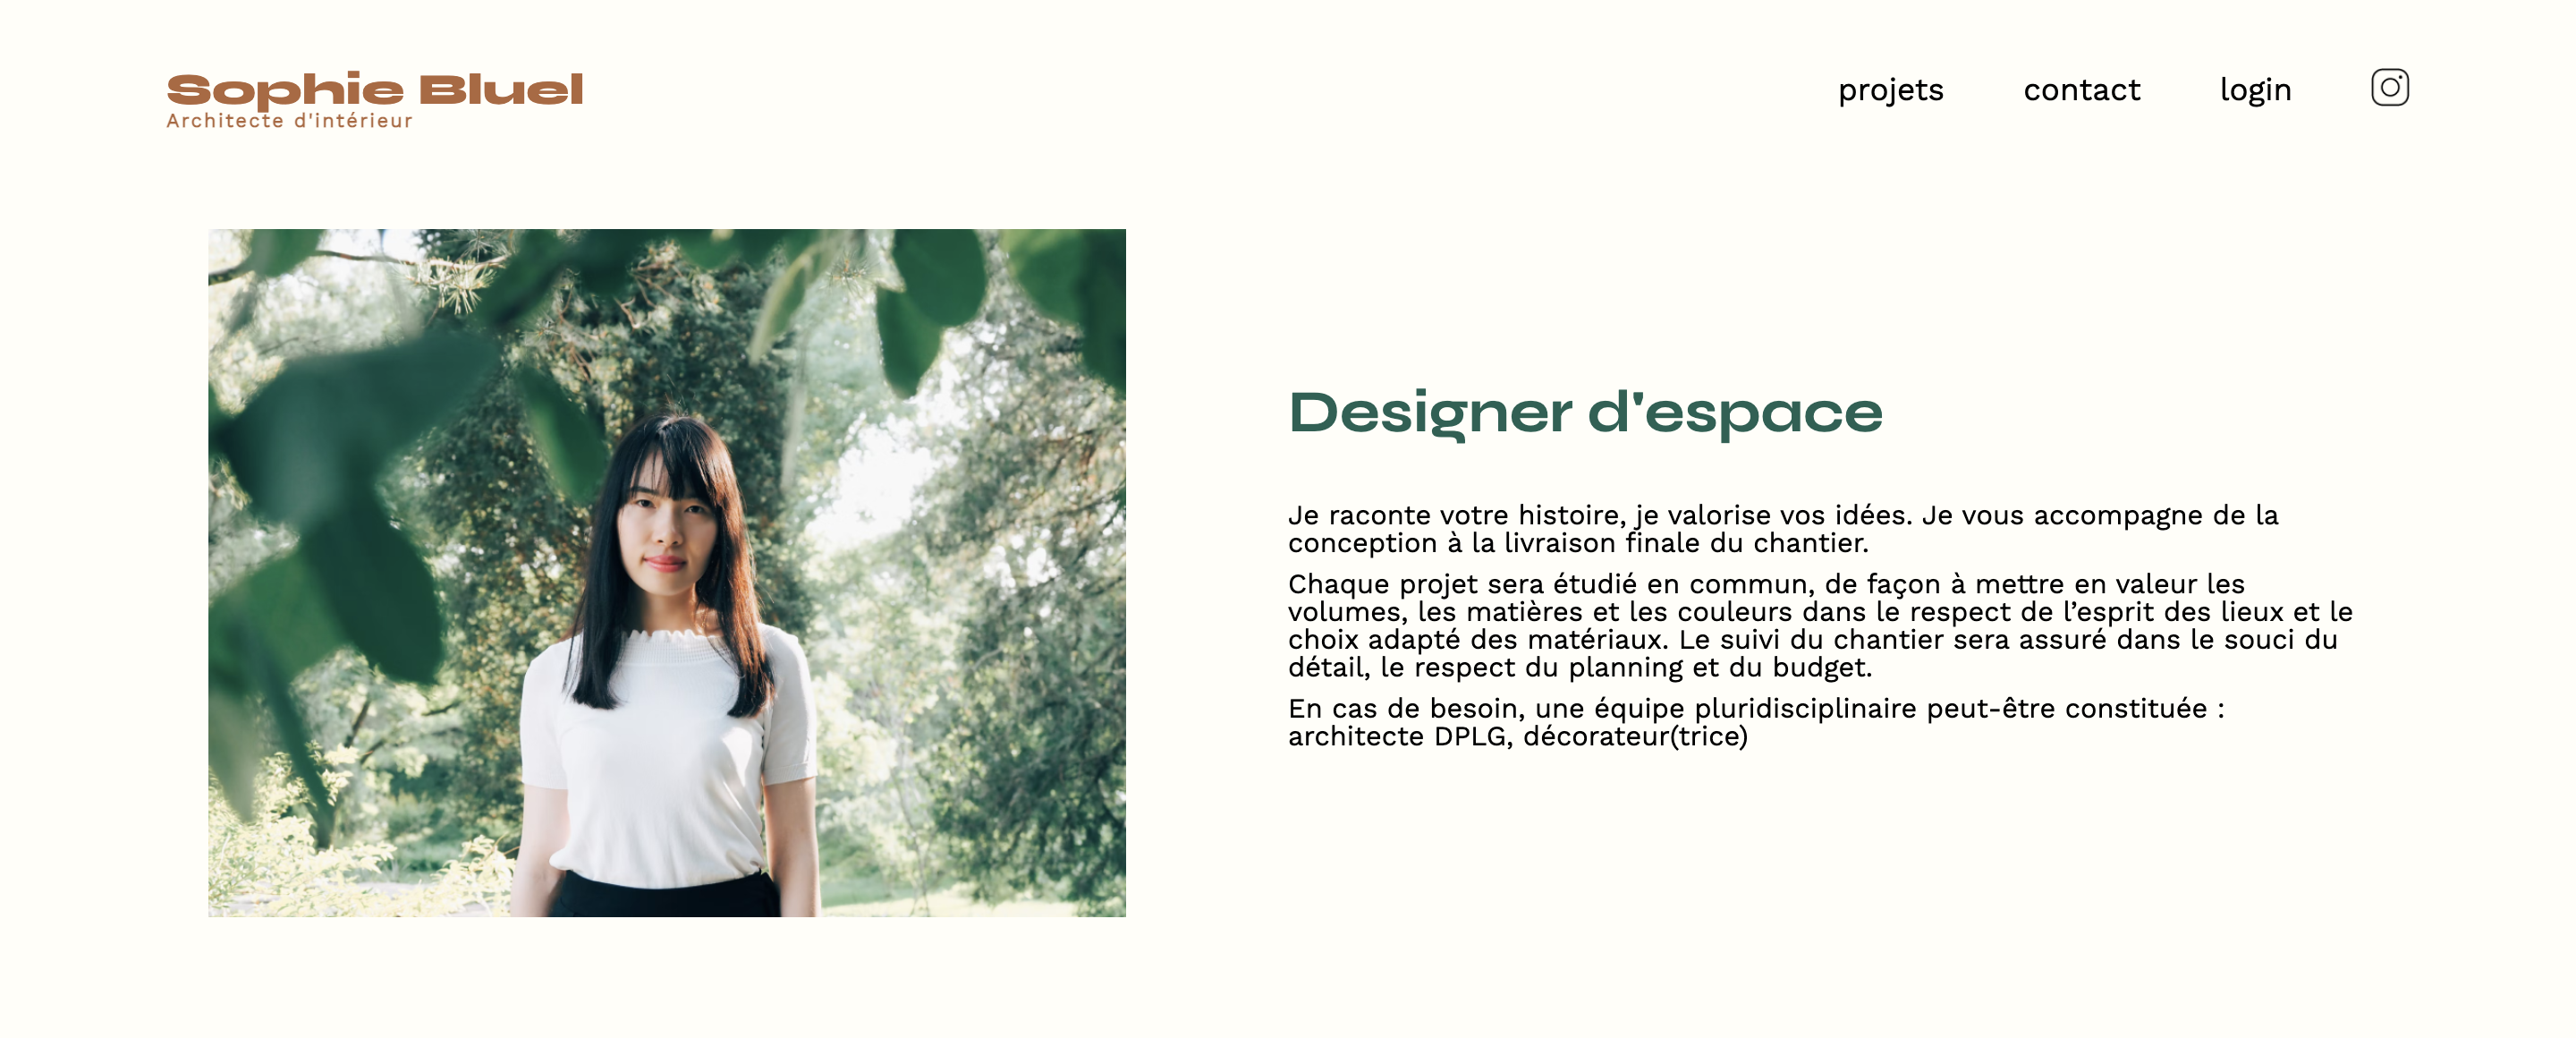 Sophie Bluel
Architecte d'intérieur
projets
contact
login
Designer d'espace
Je raconte votre histoire, je valorise vos idées. Je vous accompagne de la
conception à la livraison finale du chantier.
Chaque projet sera étudié en commun, de façon à mettre en valeur les
volumes, les matières et les couleurs dans le respect de l’esprit des lieux et le
choix adapté des matériaux. Le suivi du chantier sera assuré dans le souci du
détail, le respect du planning et du budget.
En cas de besoin, une équipe pluridisciplinaire peut-être constituée :
architecte DPLG, décorateur(trice)